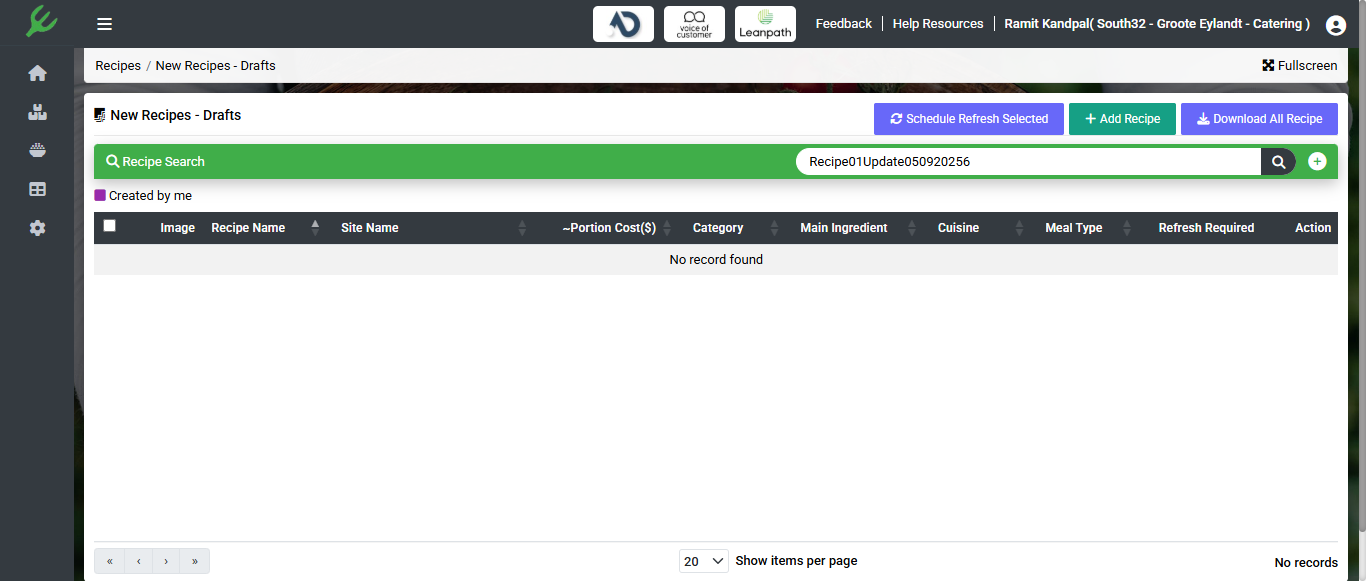 voice of
customer
Leanpath
Feedback
Help Resources
Ramit Kandpal( South32 - Groote Eylandt - Catering )
Recipes / New Recipes - Drafts
Fullscreen
New Recipes - Drafts
Schedule Refresh Selected
+ Add Recipe
Download All Recipe
Recipe Search
Recipe01Update050920256
Created by me
Image Recipe Name Site Name ~Portion Cost($) Category Main Ingredient Cuisine Meal Type Refresh Required Action
No record found
« ‹ › »
20 Show items per page
No records